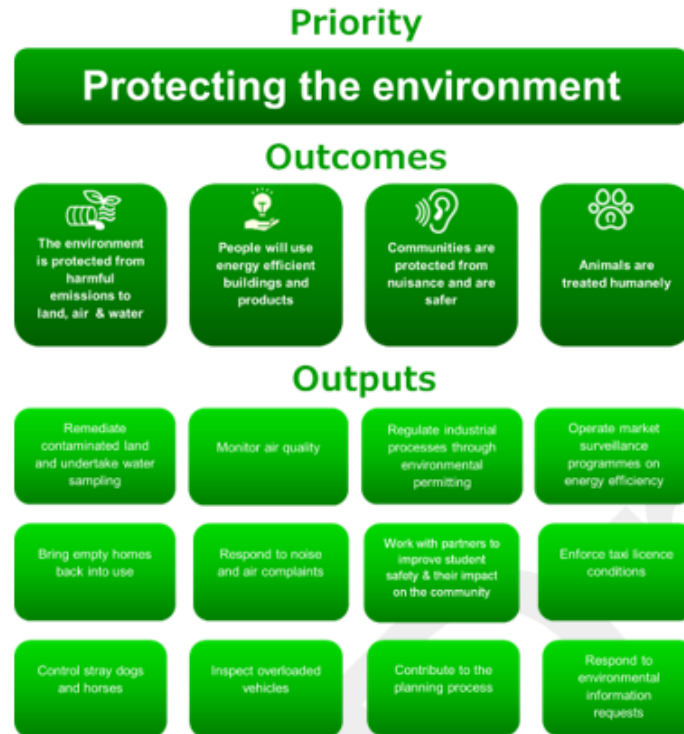 Priority
Protecting the environment
Outcomes
The environment
is protected from
harmful
emissions to
land, air & water
People will use
energy efficient
buildings and
products
Communities are
protected from
nuisance and are
safer
Animals are
treated humanely
Outputs
Remediate
contaminated land
and undertake water
sampling
Monitor air quality
Regulate industrial
processes through
environmental
permitting
Operate market
surveillance
programmes on
energy efficiency
Bring empty homes
back into use
Respond to noise
and air complaints
Work with partners to
improve student
safety & their impact
on the community
Enforce taxi licence
conditions
Control stray dogs
and horses
Inspect overloaded
vehicles
Contribute to the
planning process
Respond to
environmental
information
requests